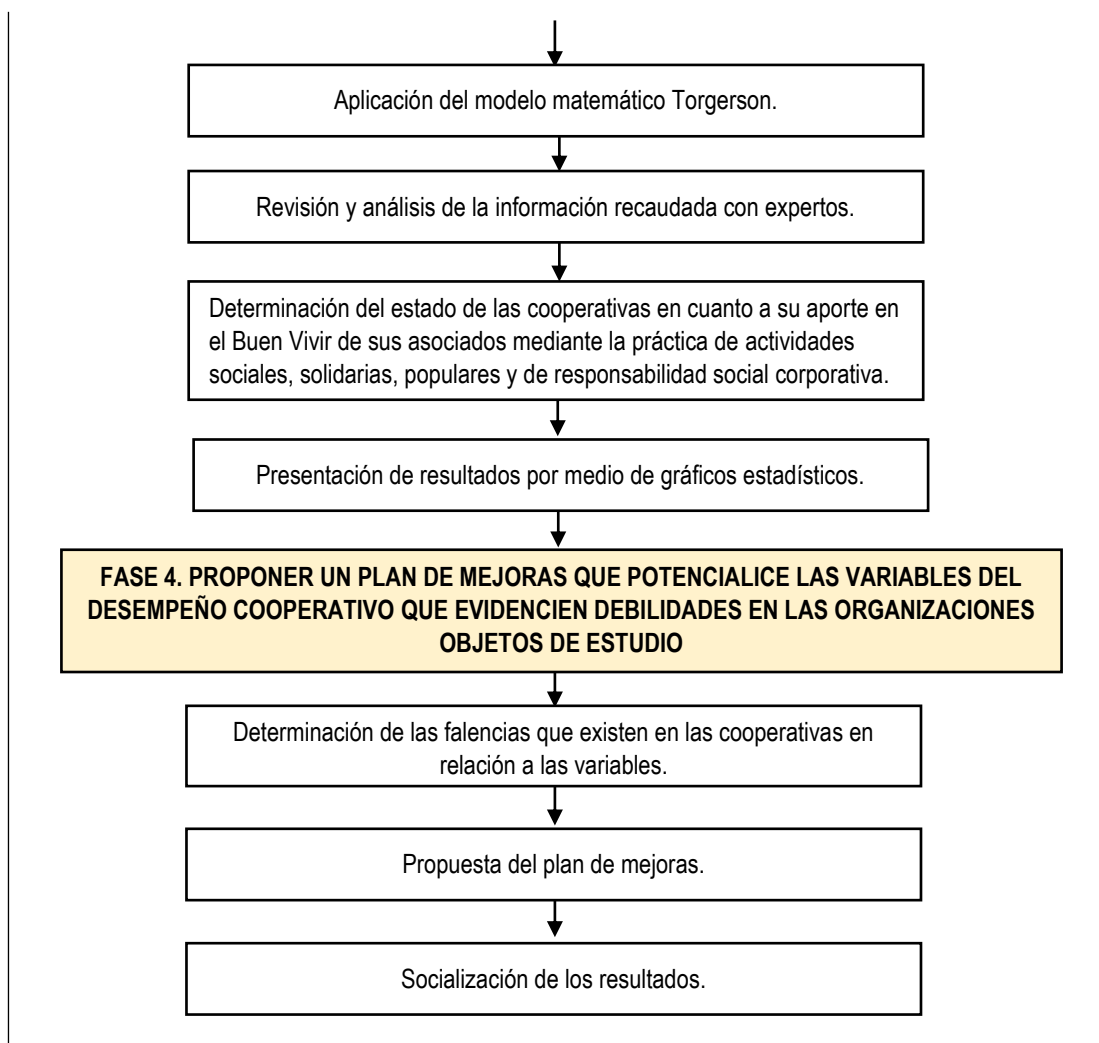 Aplicación del modelo matemático Torgerson.
Revisión y análisis de la información recaudada con expertos.
Determinación del estado de las cooperativas en cuanto a su aporte en
el Buen Vivir de sus asociados mediante la práctica de actividades
sociales, solidarias, populares y de responsabilidad social corporativa.
Presentación de resultados por medio de gráficos estadísticos.
FASE 4. PROPONER UN PLAN DE MEJORAS QUE POTENCIALICE LAS VARIABLES DEL
DESEMPEÑO COOPERATIVO QUE EVIDENCIEN DEBILIDADES EN LAS ORGANIZACIONES
OBJETOS DE ESTUDIO
Determinación de las falencias que existen en las cooperativas en
relación a las variables.
Propuesta del plan de mejoras.
Socialización de los resultados.